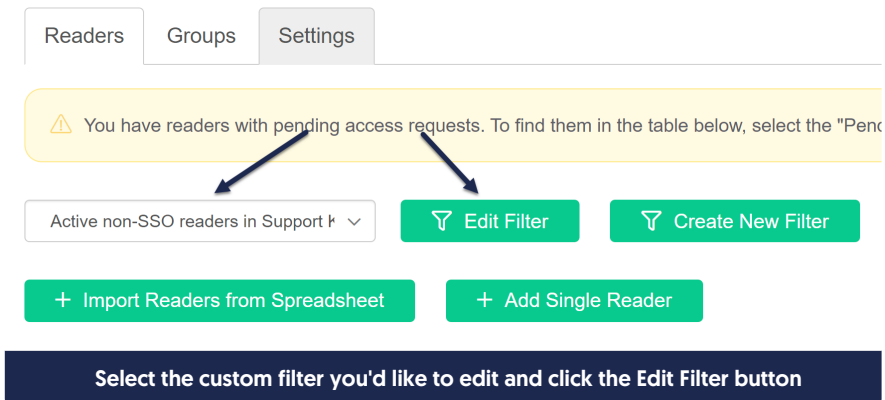 Readers Groups Settings
You have readers with pending access requests. To find them in the table below, select the "Pend
Active non-SSO readers in Support K Edit Filter Create New Filter
+ Import Readers from Spreadsheet + Add Single Reader
Select the custom filter you'd like to edit and click the Edit Filter button